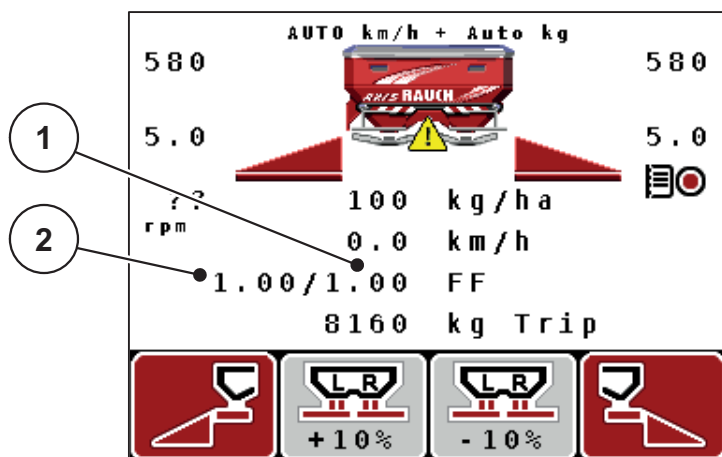 AUTO km/h + Auto kg
580
580
AXIS RAUCH
1
5.0
5.0
??
100 kg/ha
rpm
2
0.0 km/h
1.00/1.00 FF
8160 kg Trip
L R
+10%
L R
-10%